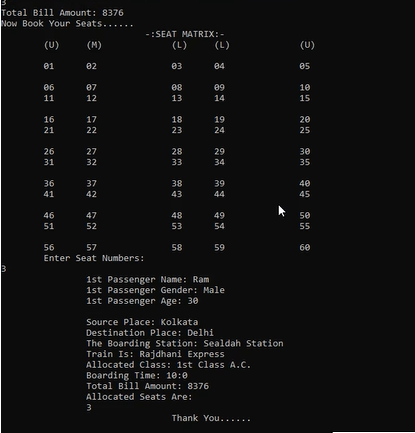 3
Total Bill Amount: 8376
Now Book Your Seats......
-:SEAT MATRIX:-
(U) (M) (L) (L) (U)
01 02 03 04 05
06 07 08 09 10
11 12 13 14 15
16 17 18 19 20
21 22 23 24 25
26 27 28 29 30
31 32 33 34 35
36 37 38 39 40
41 42 43 44 45
46 47 48 49 50
51 52 53 54 55
56 57 58 59 60
Enter Seat Numbers:
3
1st Passenger Name: Ram
1st Passenger Gender: Male
1st Passenger Age: 30
Source Place: Kolkata
Destination Place: Delhi
The Boarding Station: Sealdah Station
Train Is: Rajdhani Express
Allocated Class: 1st Class A.C.
Boarding Time: 10:0
Total Bill Amount: 8376
Allocated Seats Are:
3
Thank You......